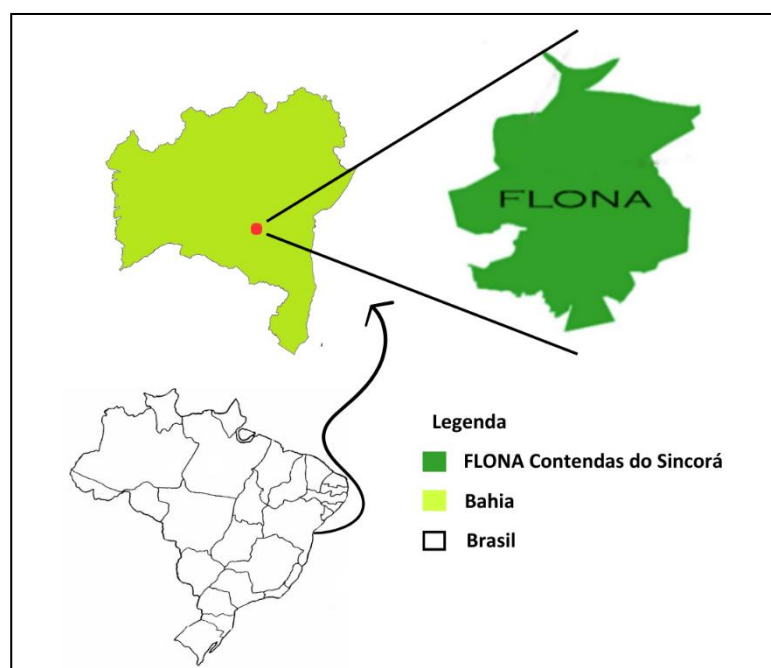 FLONA
Legenda
FLONA Contendas do Sincorá
Bahia
Brasil